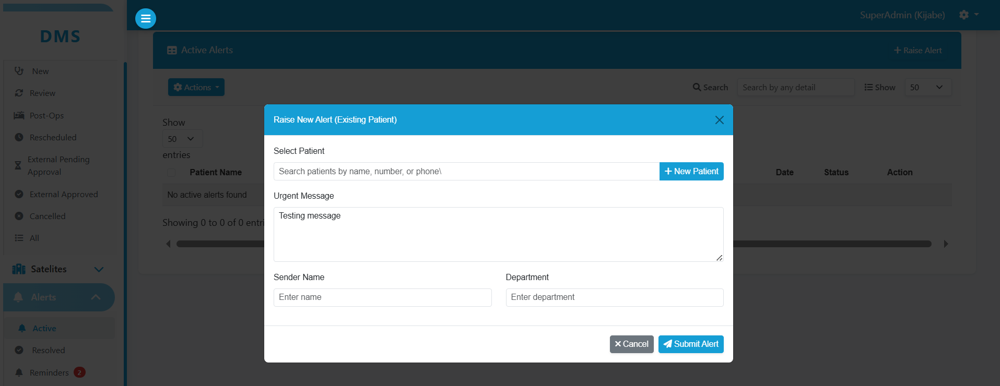 DMS
New
Review
Post-Ops
Rescheduled
External Pending
Approval
External Approved
Cancelled
All
Satelites
Alerts
Active
Resolved
Reminders 2
SuperAdmin (Kijabe)
Active Alerts
Raise Alert
Actions
Search
Search by any detail
Show
50
Show
50
entries
Patient Name
Date
Status
Action
No active alerts found
Showing 0 to 0 of 0 entri
Raise New Alert (Existing Patient)
Select Patient
Search patients by name, number, or phone\
New Patient
Urgent Message
Testing message
Sender Name
Department
Enter name
Enter department
Cancel
Submit Alert